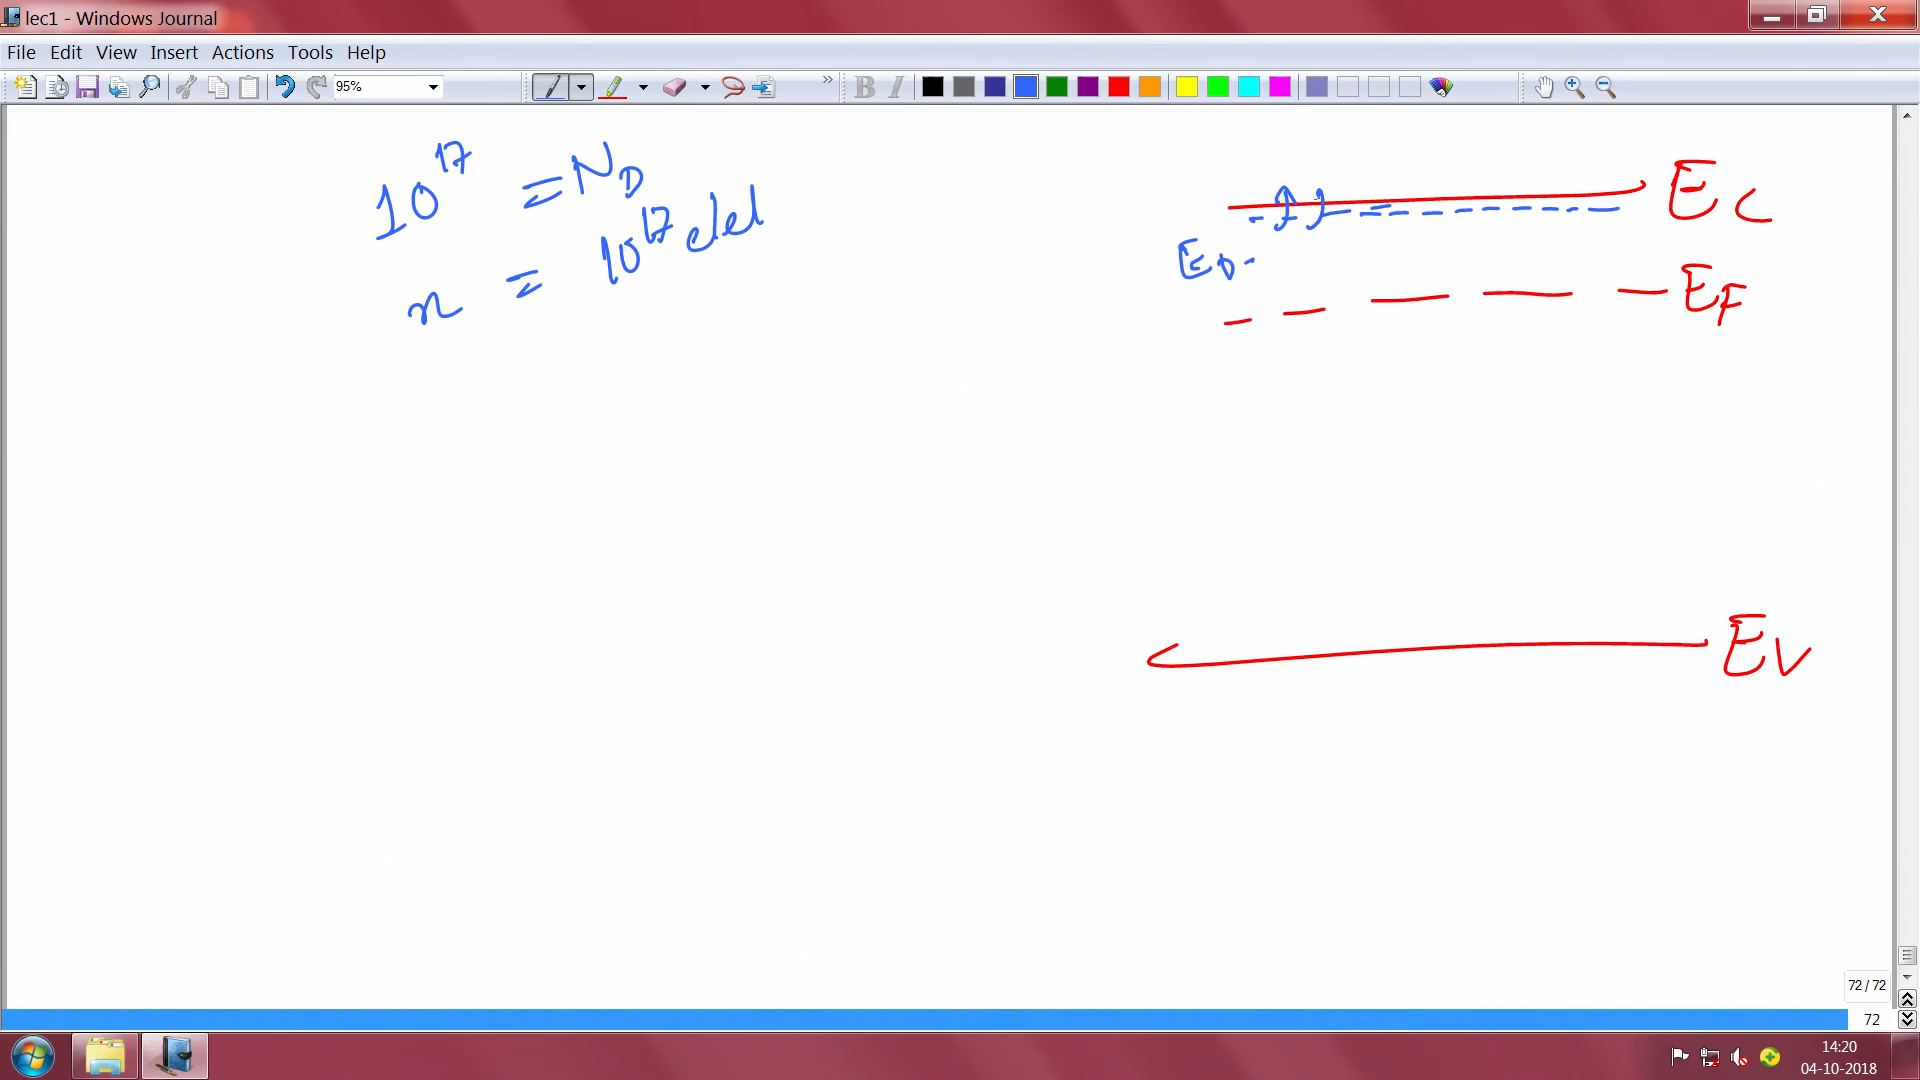 lec1 - Windows Journal
File Edit View Insert Actions Tools Help
95%
B I
10^17 = N_D
n = 10^17
E_C
E_D
E_F
E_V
72 / 72
72
14:20
04-10-2018